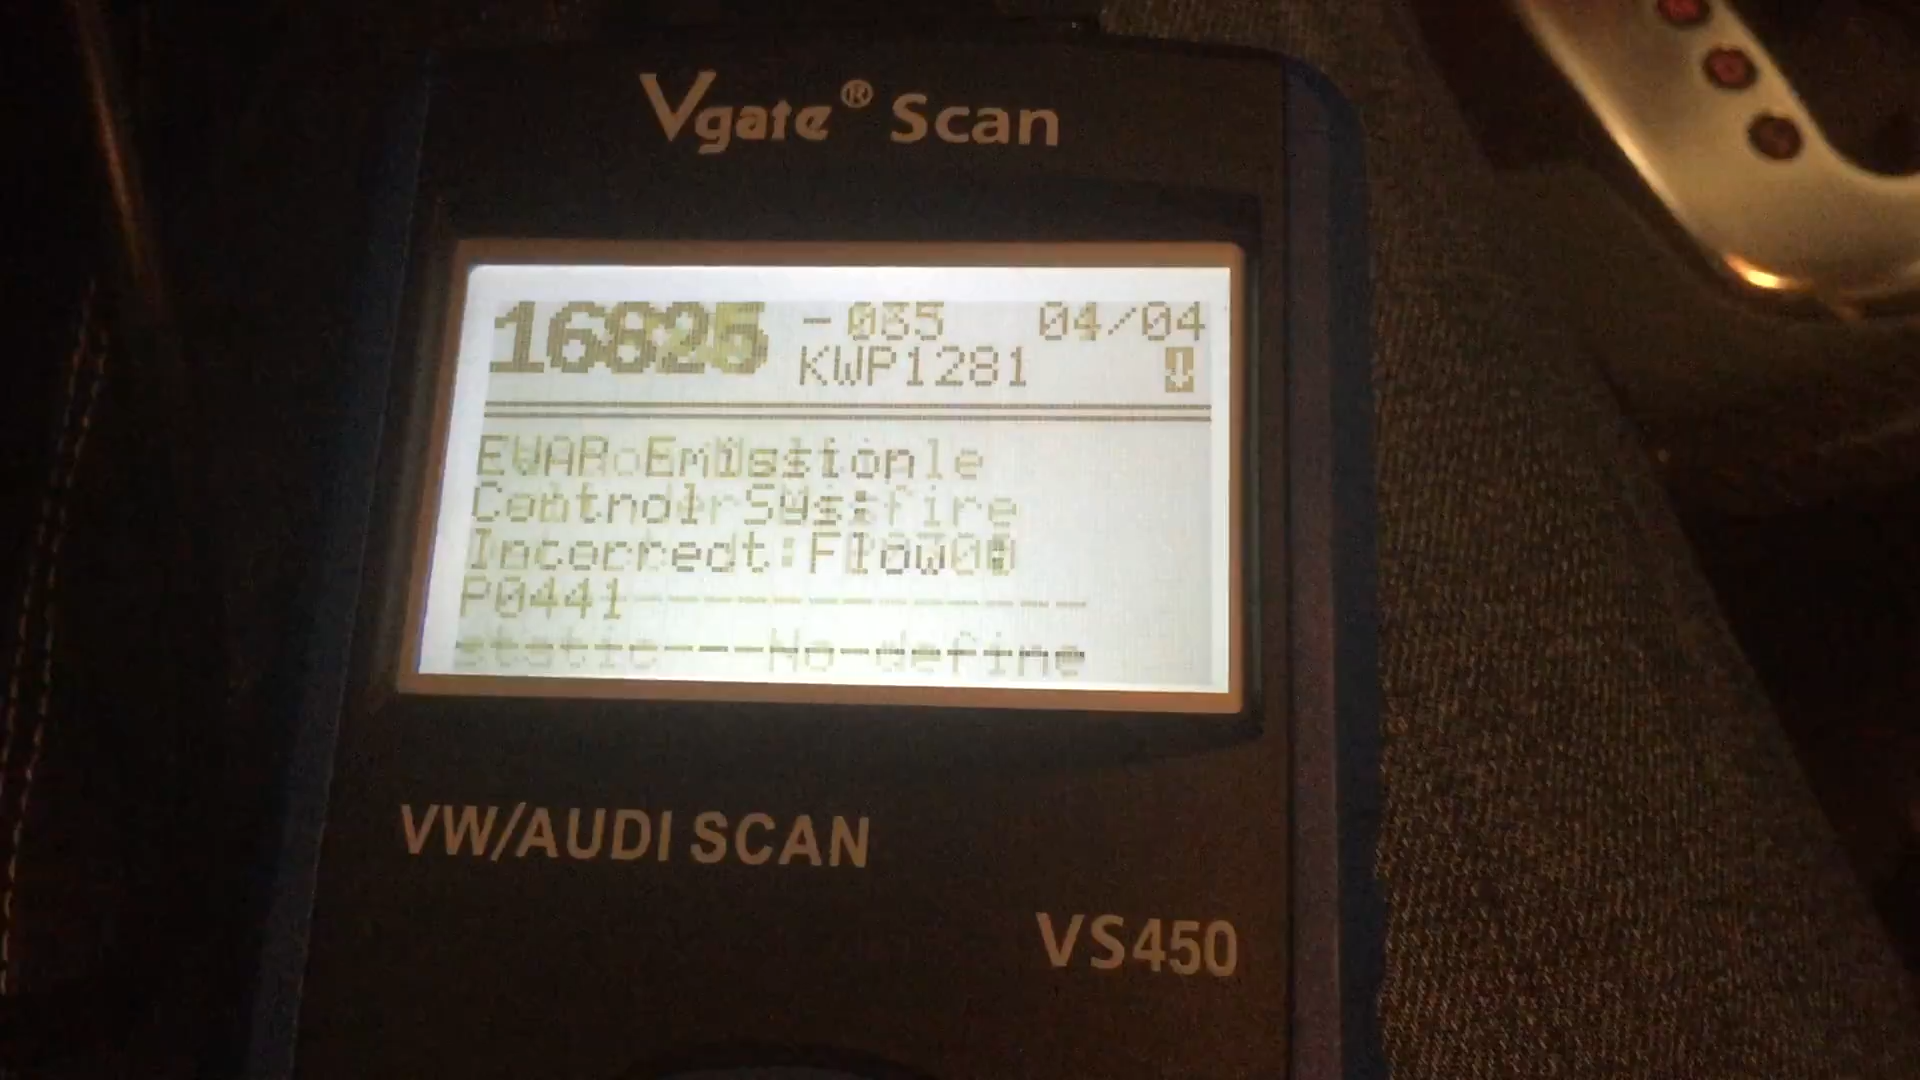 Vgate® Scan
16825 - 035 04/04
KWP1281
EVAP Emission
Control Sys:
Incorrect Flow
P0441
static No define
VW/AUDI SCAN
VS450